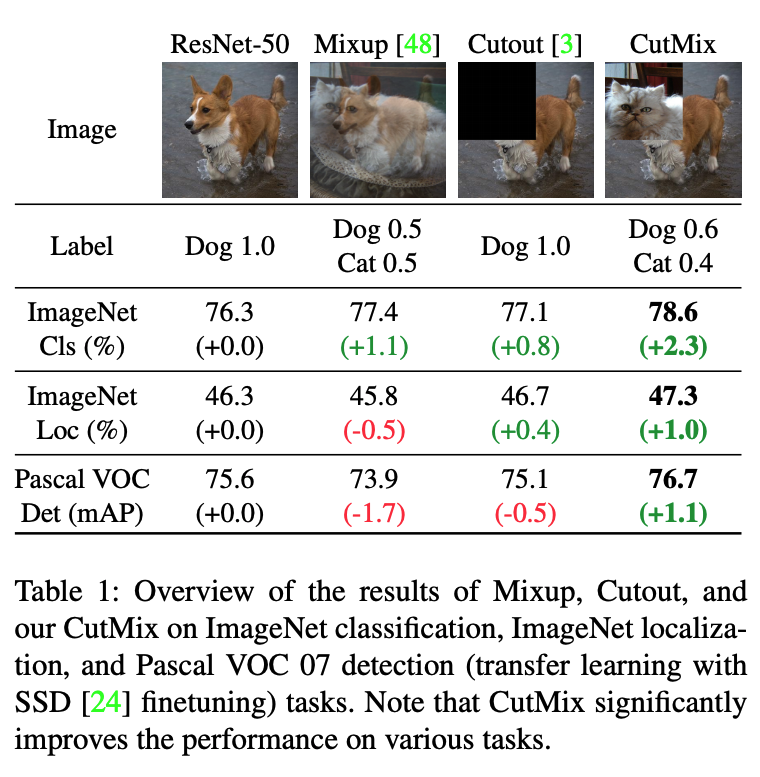 ResNet-50 Mixup [48] Cutout [3] CutMix
Image
Label Dog 1.0 Dog 0.5 Cat 0.5 Dog 1.0 Dog 0.6 Cat 0.4
ImageNet 76.3 77.4 77.1 78.6
Cls (%) (+0.0) (+1.1) (+0.8) (+2.3)
ImageNet 46.3 45.8 46.7 47.3
Loc (%) (+0.0) (-0.5) (+0.4) (+1.0)
Pascal VOC 75.6 73.9 75.1 76.7
Det (mAP) (+0.0) (-1.7) (-0.5) (+1.1)
Table 1: Overview of the results of Mixup, Cutout, and
our CutMix on ImageNet classification, ImageNet localiza-
tion, and Pascal VOC 07 detection (transfer learning with
SSD [24] finetuning) tasks. Note that CutMix significantly
improves the performance on various tasks.